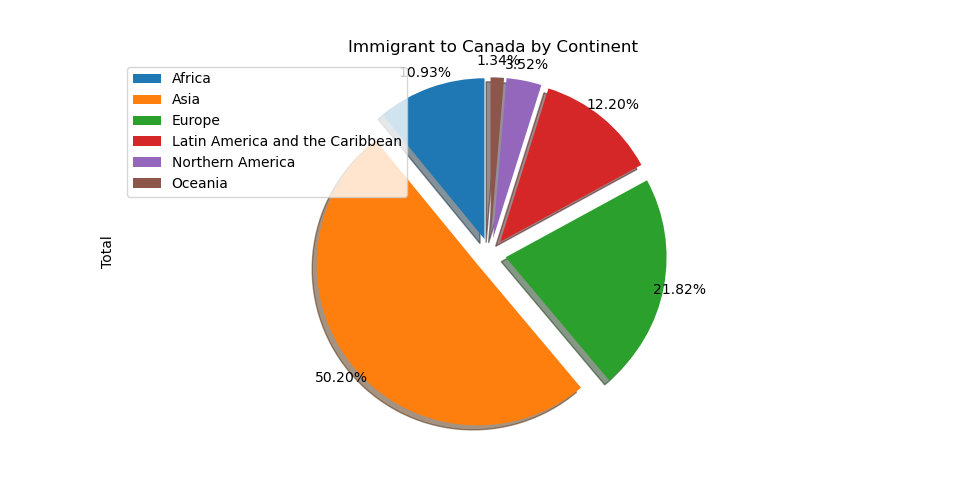 Immigrant to Canada by Continent
1.34%
3.52%
10.93%
12.20%
Africa
Asia
Europe
Latin America and the Caribbean
Northern America
Oceania
Total
21.82%
50.20%